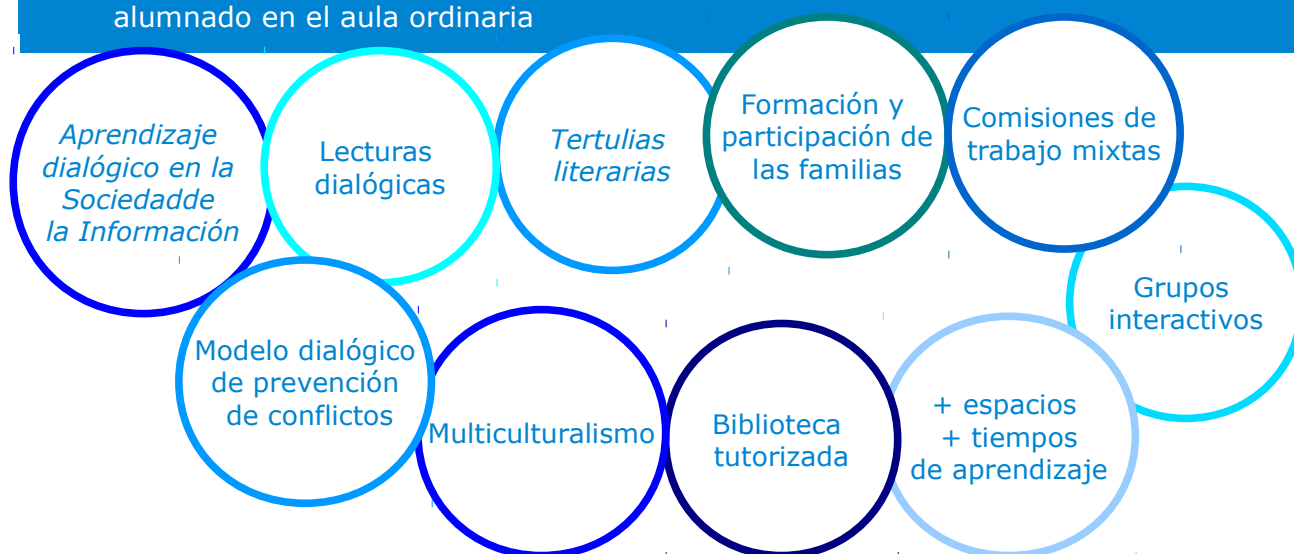 alumnado en el aula ordinaria
Aprendizaje
dialógico en la
Sociedadde
la Información
Lecturas
dialógicas
Tertulias
literarias
Formación y
participación de
las familias
Comisiones de
trabajo mixtas
Grupos
interactivos
Modelo dialógico
de prevención
de conflictos
Multiculturalismo
Biblioteca
tutorizada
+ espacios
+ tiempos
de aprendizaje